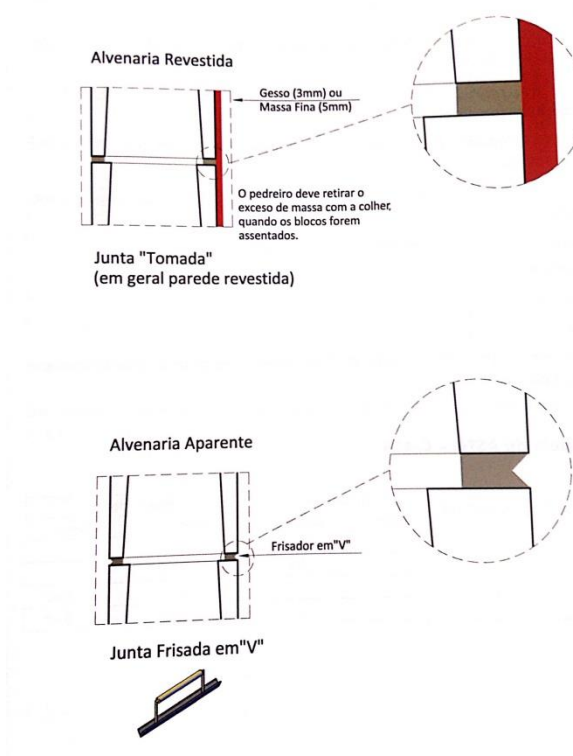 Alvenaria Revestida
Gesso (3mm) ou
Massa Fina (5mm)
O pedreiro deve retirar o
exceso de massa com a colher,
quando os blocos forem
assentados.
Junta "Tomada"
(em geral parede revestida)
Alvenaria Aparente
Frisador em"V"
Junta Frisada em"V"